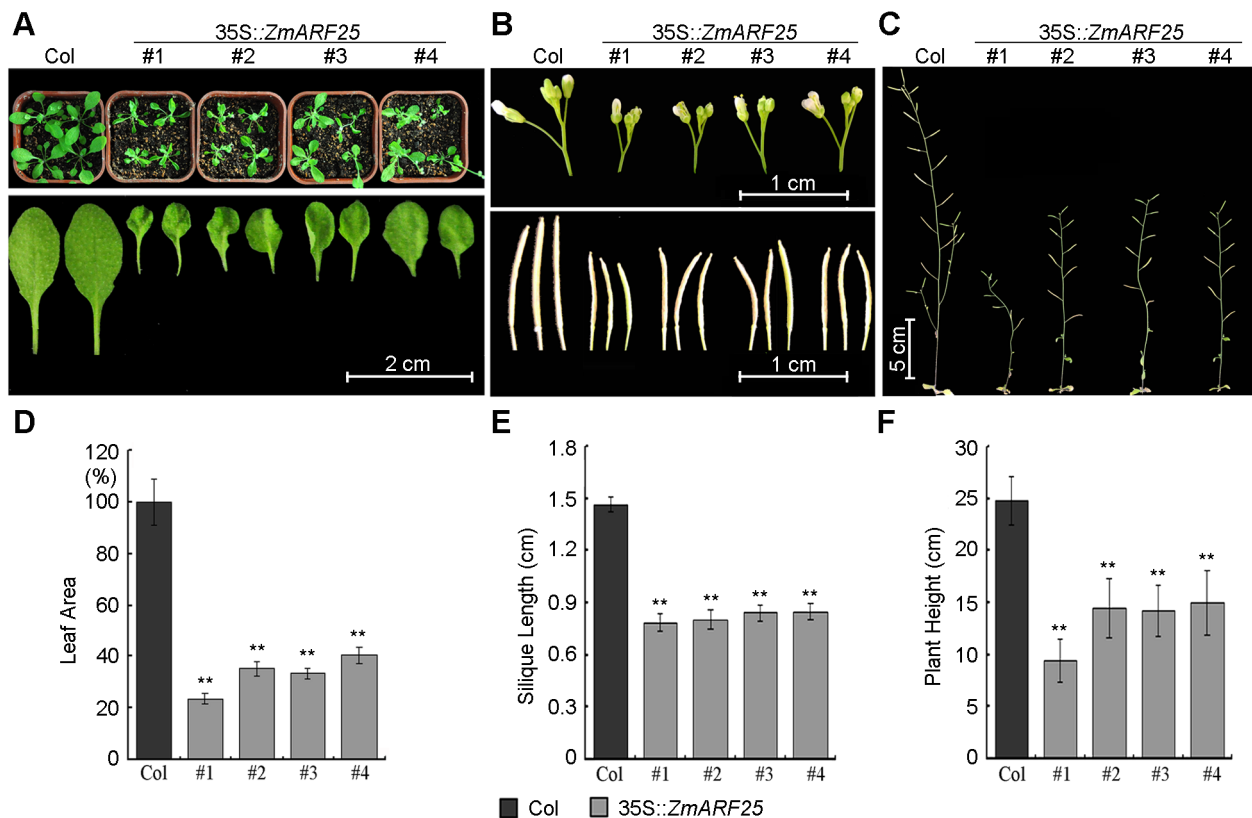 A
35S::ZmARF25
Col #1 #2 #3 #4
2 cm
B
35S::ZmARF25
Col #1 #2 #3 #4
1 cm
1 cm
C
35S::ZmARF25
Col #1 #2 #3 #4
5 cm
D
120
(%)
100
80
60
40
20
0
Leaf Area
** ** ** **
Col #1 #2 #3 #4
E
1.8
1.5
1.2
0.9
0.6
0.3
0
Silique Length (cm)
** ** ** **
Col #1 #2 #3 #4
F
30
25
20
15
10
5
0
Plant Height (cm)
** ** ** **
Col #1 #2 #3 #4
Col 35S::ZmARF25